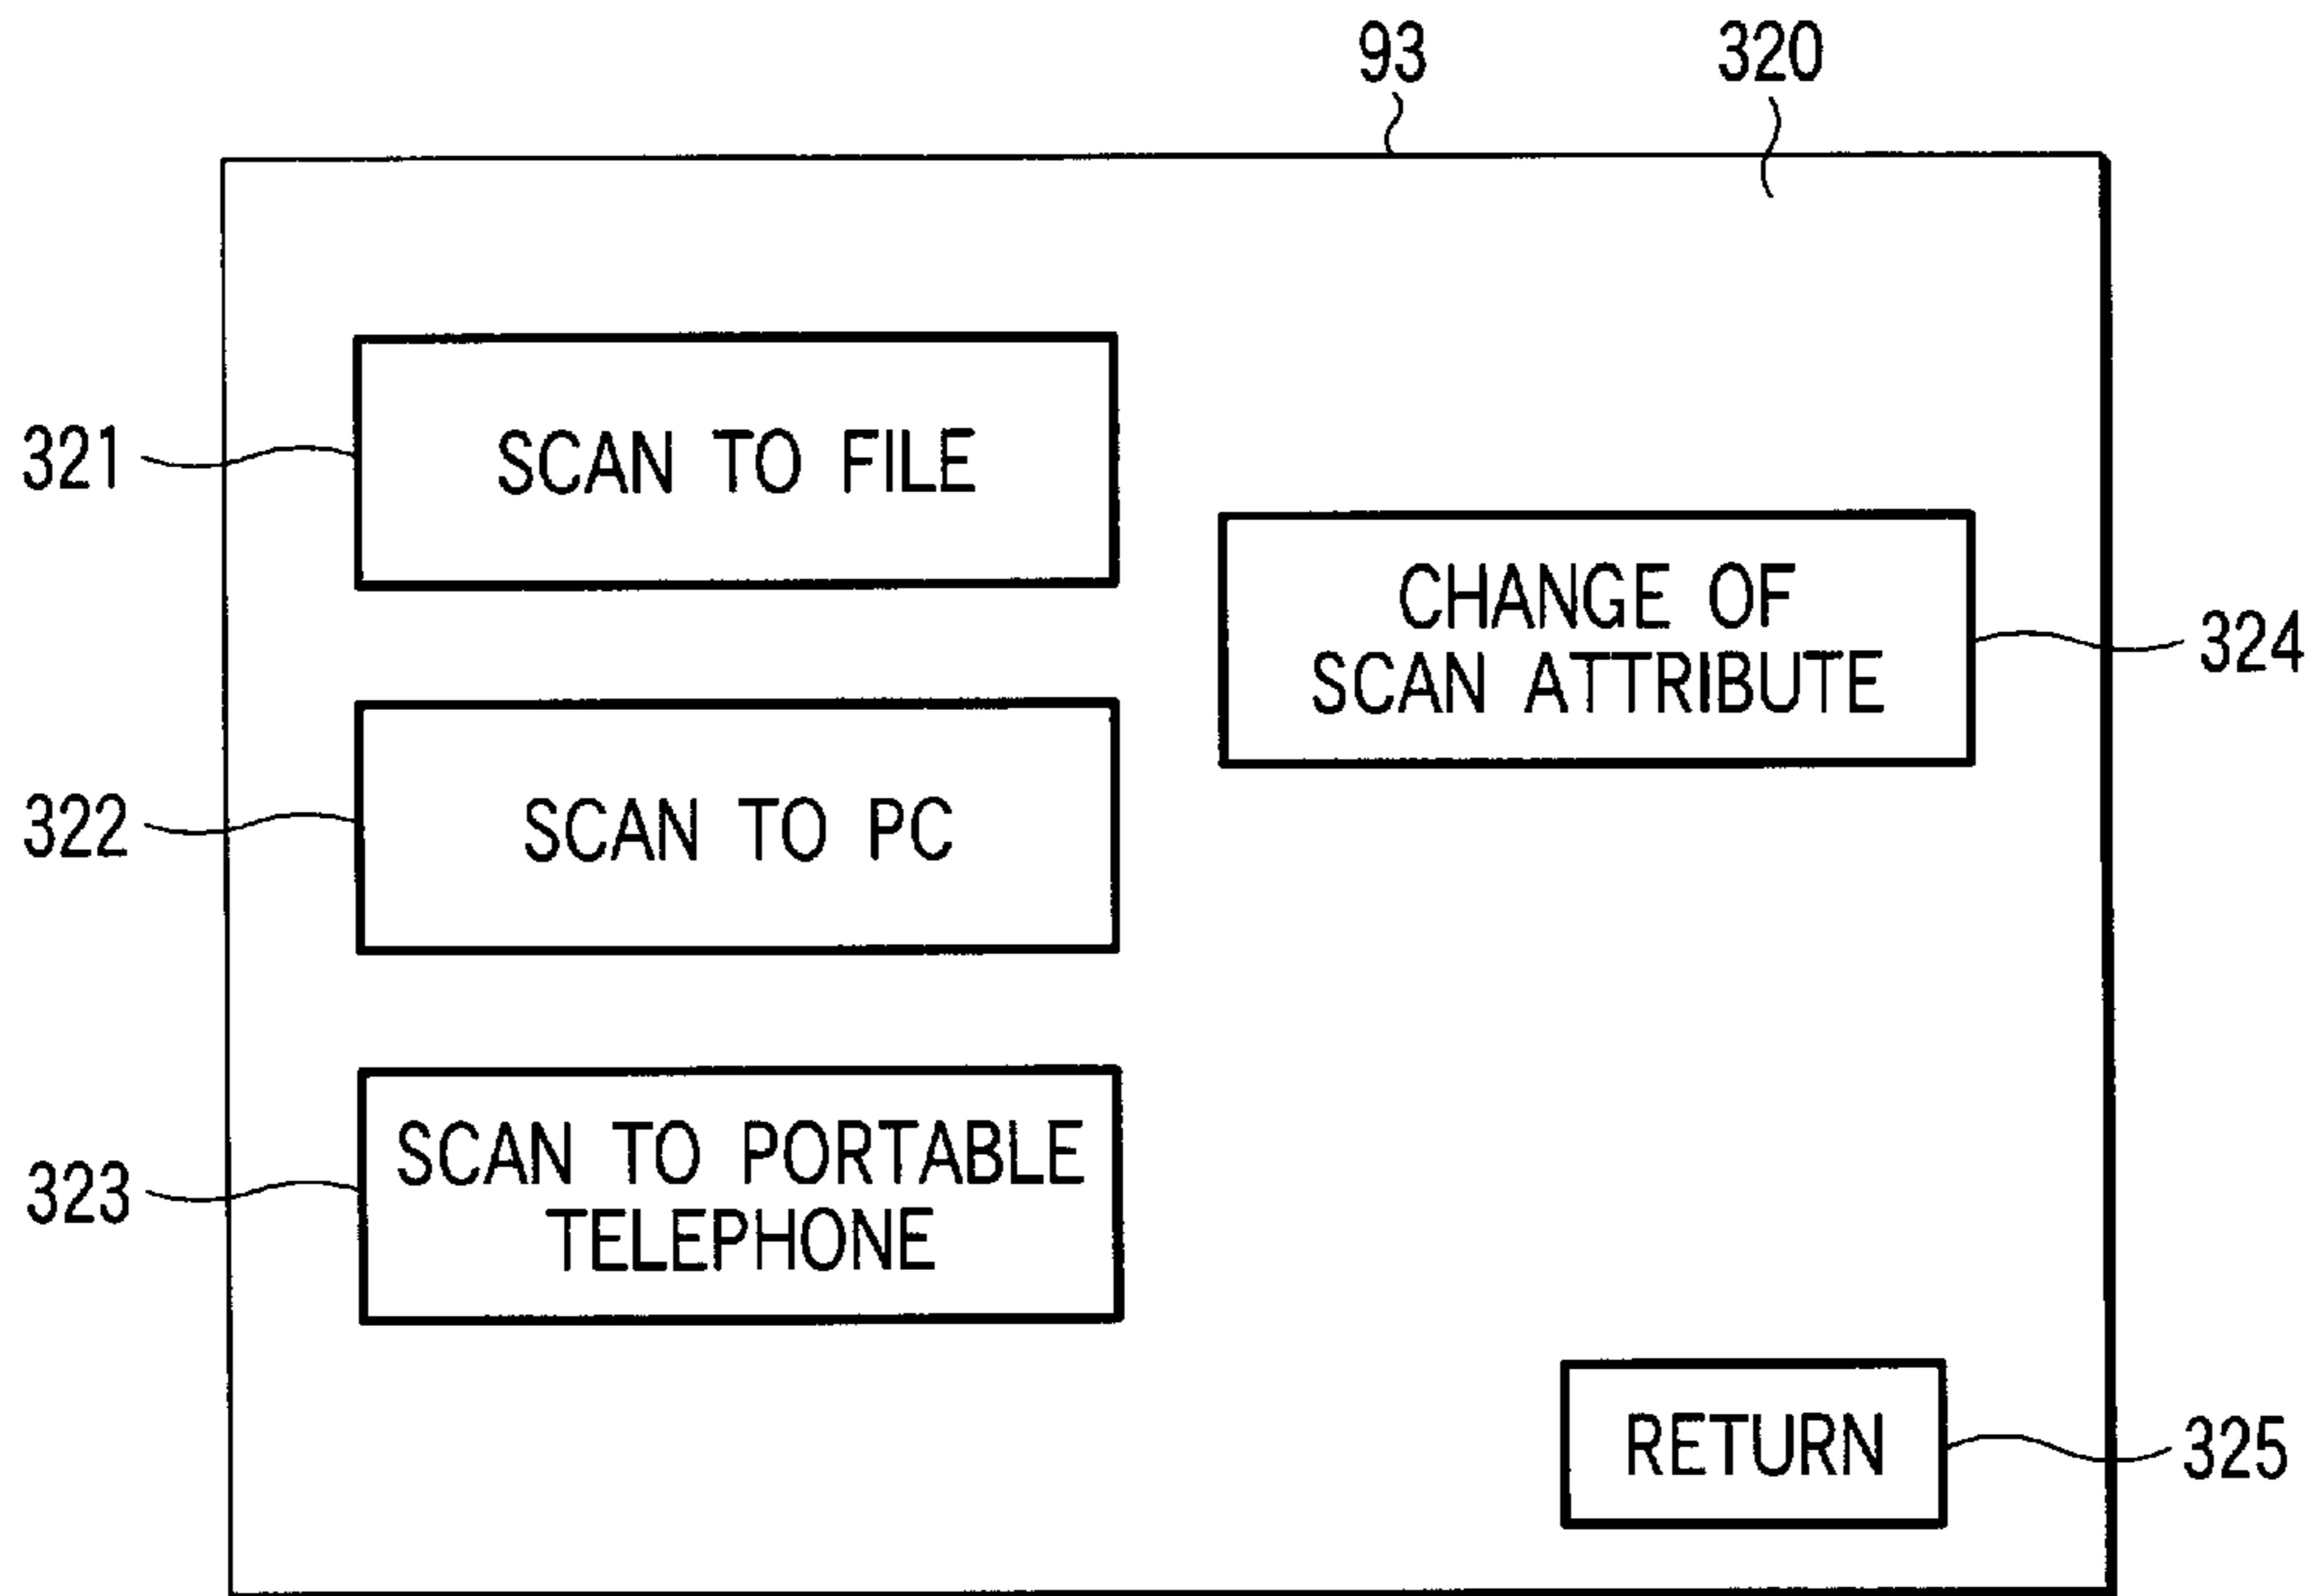 93
320
321
SCAN TO FILE
CHANGE OF
SCAN ATTRIBUTE
324
322
SCAN TO PC
323
SCAN TO PORTABLE
TELEPHONE
RETURN
325